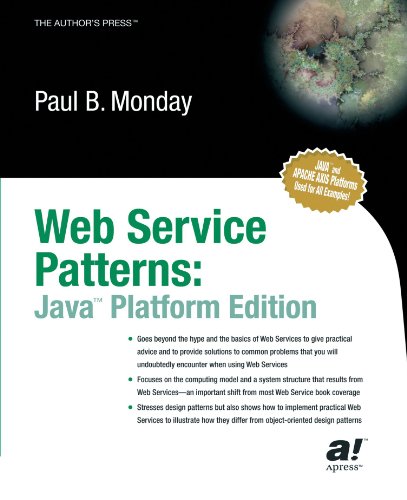 THE AUTHOR'S PRESS™
Paul B. Monday
JAVA™ and
APACHE AXIS Platforms
Used for All Examples!
Web Service
Patterns:
Java™ Platform Edition
• Goes beyond the hype and the basics of Web Services to give practical
advice and to provide solutions to common problems that you will
undoubtedly encounter when using Web Services
• Focuses on the computing model and a system structure that results from
Web Services—an important shift from most Web Service book coverage
• Stresses design patterns but also shows how to implement practical Web
Services to illustrate how they differ from object-oriented design patterns
a!™
Apress™